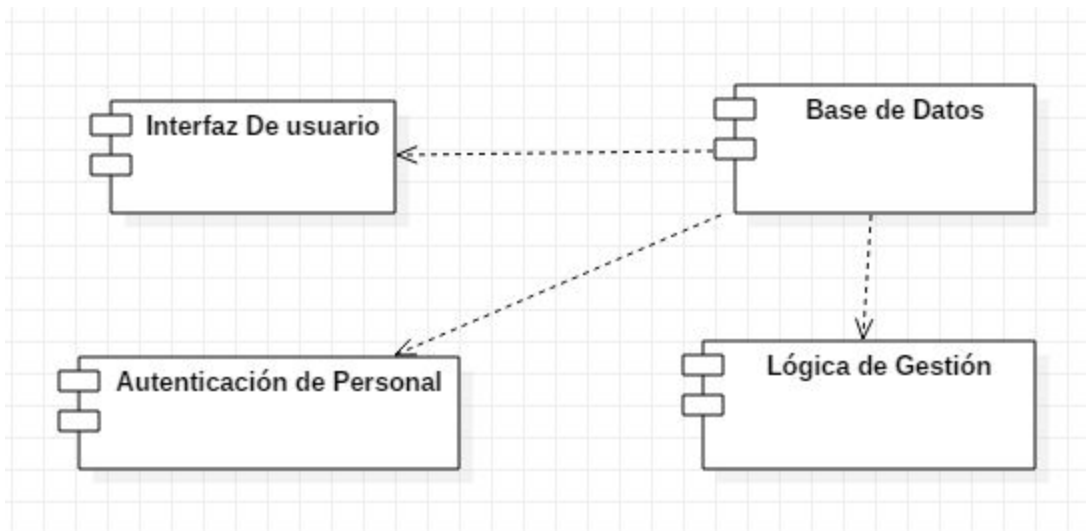 Interfaz De usuario
Base de Datos
Autenticación de Personal
Lógica de Gestión